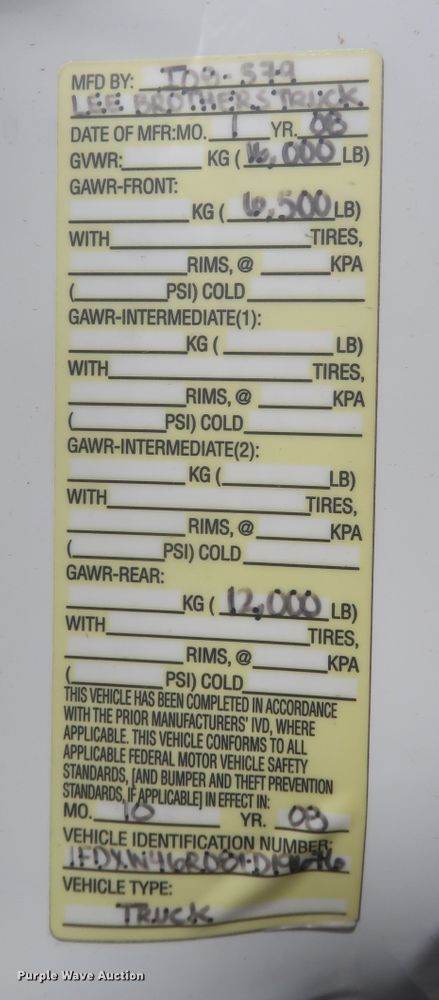 MFD BY: 109-579
LEE BROTHERS TRUCK
DATE OF MFR:MO. 1 YR. 08
GVWR: KG ( 16,000 LB)
GAWR-FRONT:
KG ( 6,500 LB)
WITH TIRES,
RIMS, @ KPA
( PSI) COLD
GAWR-INTERMEDIATE(1):
KG ( LB)
WITH TIRES,
RIMS, @ KPA
( PSI) COLD
GAWR-INTERMEDIATE(2):
KG ( LB)
WITH TIRES,
RIMS, @ KPA
( PSI) COLD
GAWR-REAR:
KG ( 12,000 LB)
WITH TIRES,
RIMS, @ KPA
( PSI) COLD
THIS VEHICLE HAS BEEN COMPLETED IN ACCORDANCE
WITH THE PRIOR MANUFACTURERS' IVD, WHERE
APPLICABLE. THIS VEHICLE CONFORMS TO ALL
APPLICABLE FEDERAL MOTOR VEHICLE SAFETY
STANDARDS, [AND BUMPER AND THEFT PREVENTION
STANDARDS, IF APPLICABLE] IN EFFECT IN:
MO. 10 YR.
VEHICLE IDENTIFICATION NUMBER:
VEHICLE TYPE:
TRUCK
Purple Wave Auction